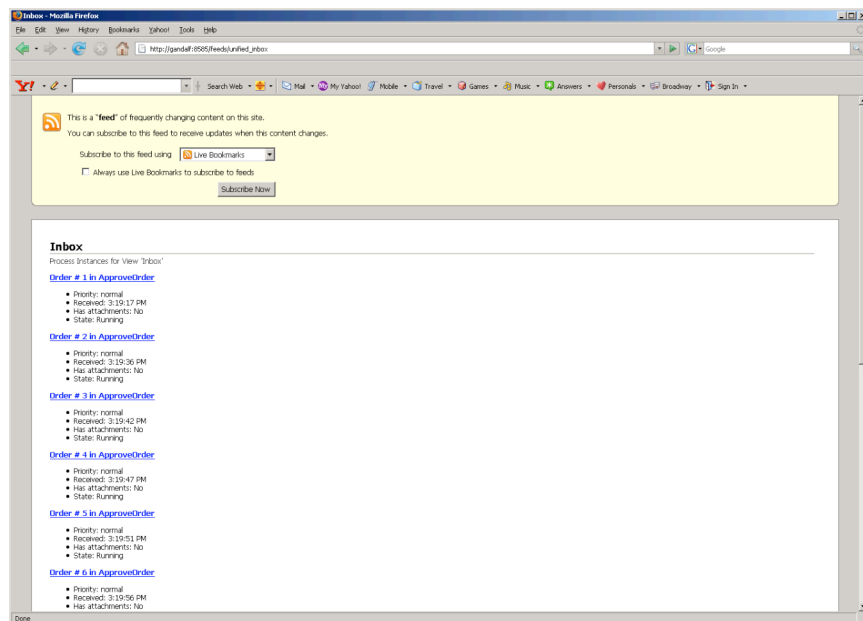 Inbox - Mozilla Firefox
File Edit View History Bookmarks Yahoo! Tools Help
http://gandalf:8585/feeds/unified_inbox
Google
Y! Search Web Mail My Yahoo! Mobile Travel Games Music Answers Personals Broadway Sign In
This is a "feed" of frequently changing content on this site.
You can subscribe to this feed to receive updates when this content changes.
Subscribe to this feed using Live Bookmarks
Always use Live Bookmarks to subscribe to feeds
Subscribe Now
Inbox
Process Instances for View 'Inbox'
Order # 1 in ApproveOrder
Priority: normal
Received: 3:19:17 PM
Has attachments: No
State: Running
Order # 2 in ApproveOrder
Priority: normal
Received: 3:19:36 PM
Has attachments: No
State: Running
Order # 3 in ApproveOrder
Priority: normal
Received: 3:19:42 PM
Has attachments: No
State: Running
Order # 4 in ApproveOrder
Priority: normal
Received: 3:19:47 PM
Has attachments: No
State: Running
Order # 5 in ApproveOrder
Priority: normal
Received: 3:19:51 PM
Has attachments: No
State: Running
Order # 6 in ApproveOrder
Priority: normal
Received: 3:19:56 PM
Has attachments: No
Done